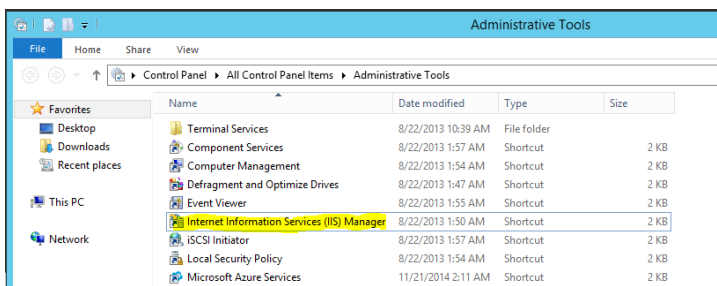 Administrative Tools
File Home Share View
Control Panel All Control Panel Items Administrative Tools
Favorites
Desktop
Downloads
Recent places
This PC
Network
Name Date modified Type Size
Terminal Services 8/22/2013 10:39 AM File folder
Component Services 8/22/2013 1:57 AM Shortcut 2 KB
Computer Management 8/22/2013 1:54 AM Shortcut 2 KB
Defragment and Optimize Drives 8/22/2013 1:47 AM Shortcut 2 KB
Event Viewer 8/22/2013 1:55 AM Shortcut 2 KB
Internet Information Services (IIS) Manager 8/22/2013 1:50 AM Shortcut 2 KB
iSCSI Initiator 8/22/2013 1:57 AM Shortcut 2 KB
Local Security Policy 8/22/2013 1:54 AM Shortcut 2 KB
Microsoft Azure Services 11/21/2014 2:11 AM Shortcut 2 KB